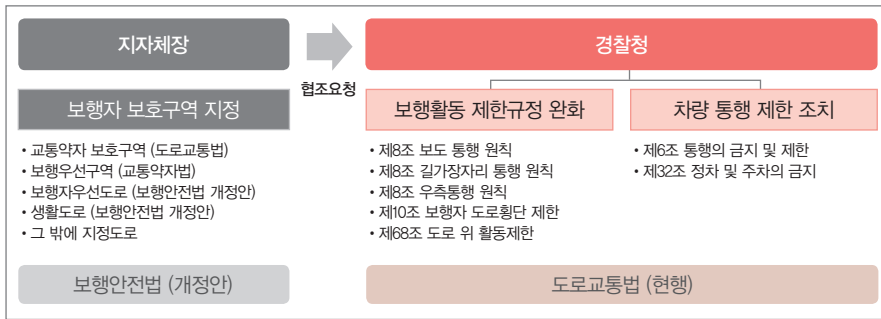 지자체장
협조요청
경찰청
보행자 보호구역 지정
• 교통약자 보호구역 (도로교통법)
• 보행우선구역 (교통약자법)
• 보행자우선도로 (보행안전법 개정안)
• 생활도로 (보행안전법 개정안)
• 그 밖에 지정도로
보행활동 제한규정 완화
• 제8조 보도 통행 원칙
• 제8조 길가장자리 통행 원칙
• 제8조 우측통행 원칙
• 제10조 보행자 도로횡단 제한
• 제68조 도로 위 활동제한
차량 통행 제한 조치
• 제6조 통행의 금지 및 제한
• 제32조 정차 및 주차의 금지
보행안전법 (개정안)
도로교통법 (현행)